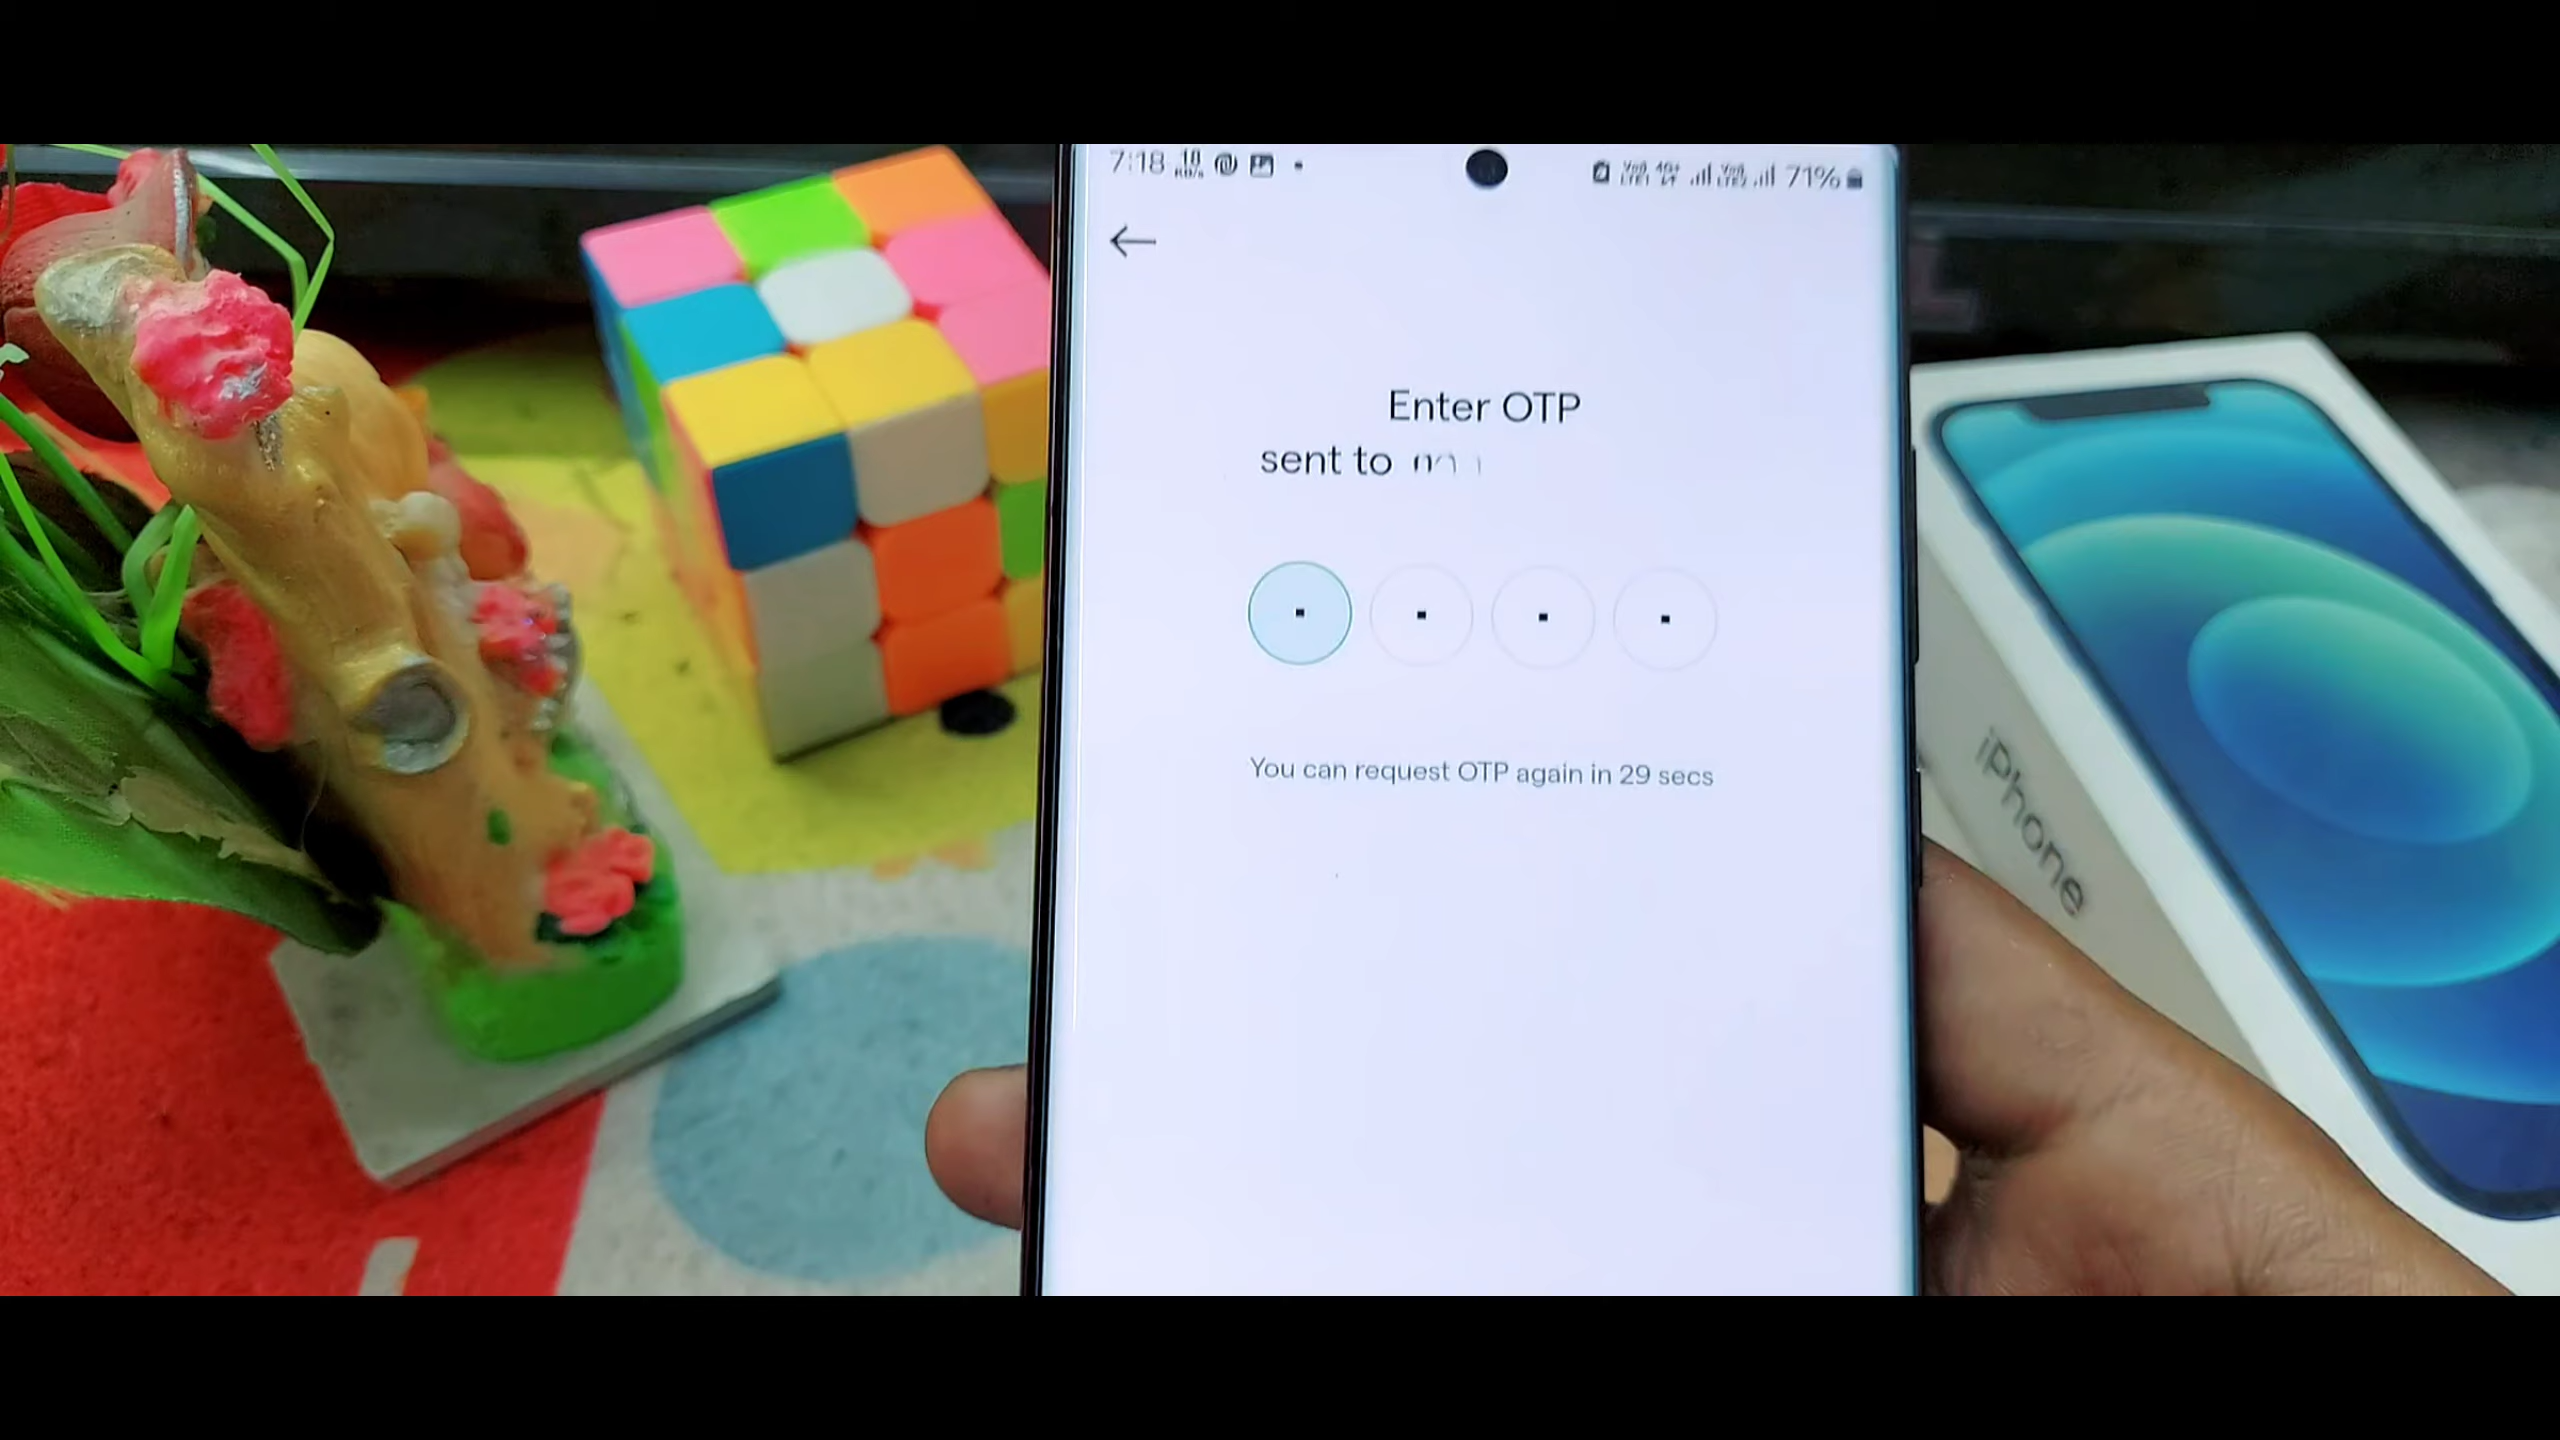 7:18 71%
Enter OTP
sent to
You can request OTP again in 29 secs
iPhone